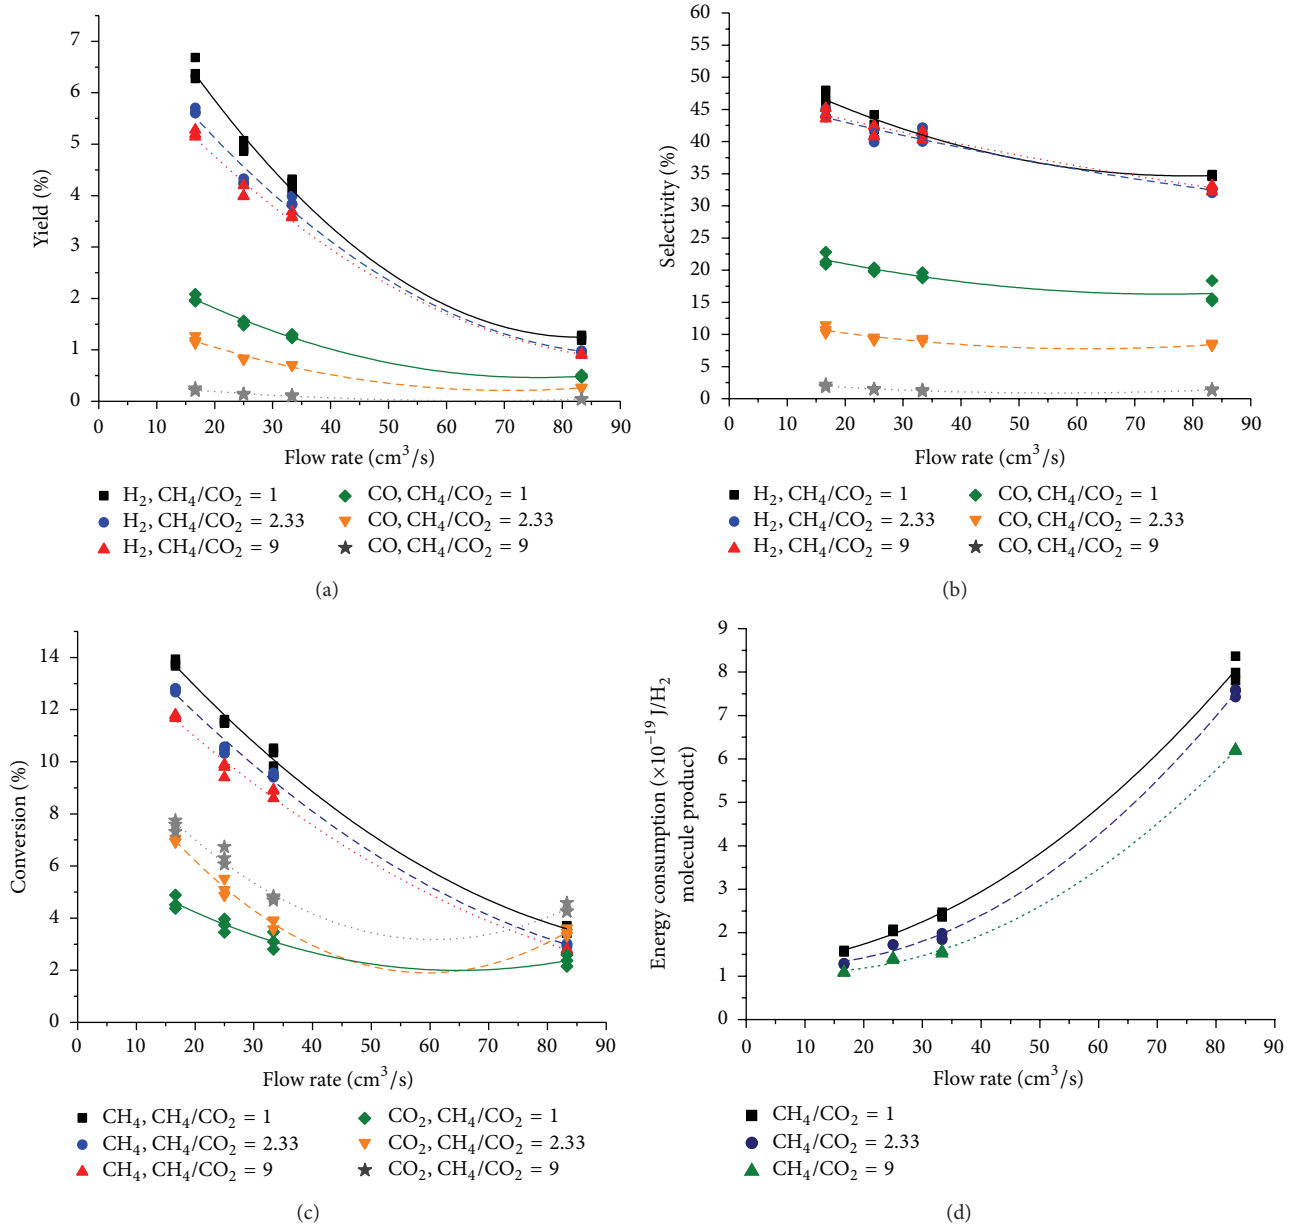 7
6
5
4
3
2
1
0
Yield (%)
0 10 20 30 40 50 60 70 80 90
Flow rate (cm³/s)
H₂, CH₄/CO₂ = 1
H₂, CH₄/CO₂ = 2.33
H₂, CH₄/CO₂ = 9
CO, CH₄/CO₂ = 1
CO, CH₄/CO₂ = 2.33
CO, CH₄/CO₂ = 9
(a)
60
55
50
45
40
35
30
25
20
15
10
5
0
Selectivity (%)
0 10 20 30 40 50 60 70 80 90
Flow rate (cm³/s)
H₂, CH₄/CO₂ = 1
H₂, CH₄/CO₂ = 2.33
H₂, CH₄/CO₂ = 9
CO, CH₄/CO₂ = 1
CO, CH₄/CO₂ = 2.33
CO, CH₄/CO₂ = 9
(b)
14
12
10
8
6
4
2
0
Conversion (%)
0 10 20 30 40 50 60 70 80 90
Flow rate (cm³/s)
CH₄, CH₄/CO₂ = 1
CH₄, CH₄/CO₂ = 2.33
CH₄, CH₄/CO₂ = 9
CO₂, CH₄/CO₂ = 1
CO₂, CH₄/CO₂ = 2.33
CO₂, CH₄/CO₂ = 9
(c)
9
8
7
6
5
4
3
2
1
0
Energy consumption (×10⁻¹⁹ J/H₂
molecule product)
0 10 20 30 40 50 60 70 80 90
Flow rate (cm³/s)
CH₄/CO₂ = 1
CH₄/CO₂ = 2.33
CH₄/CO₂ = 9
(d)